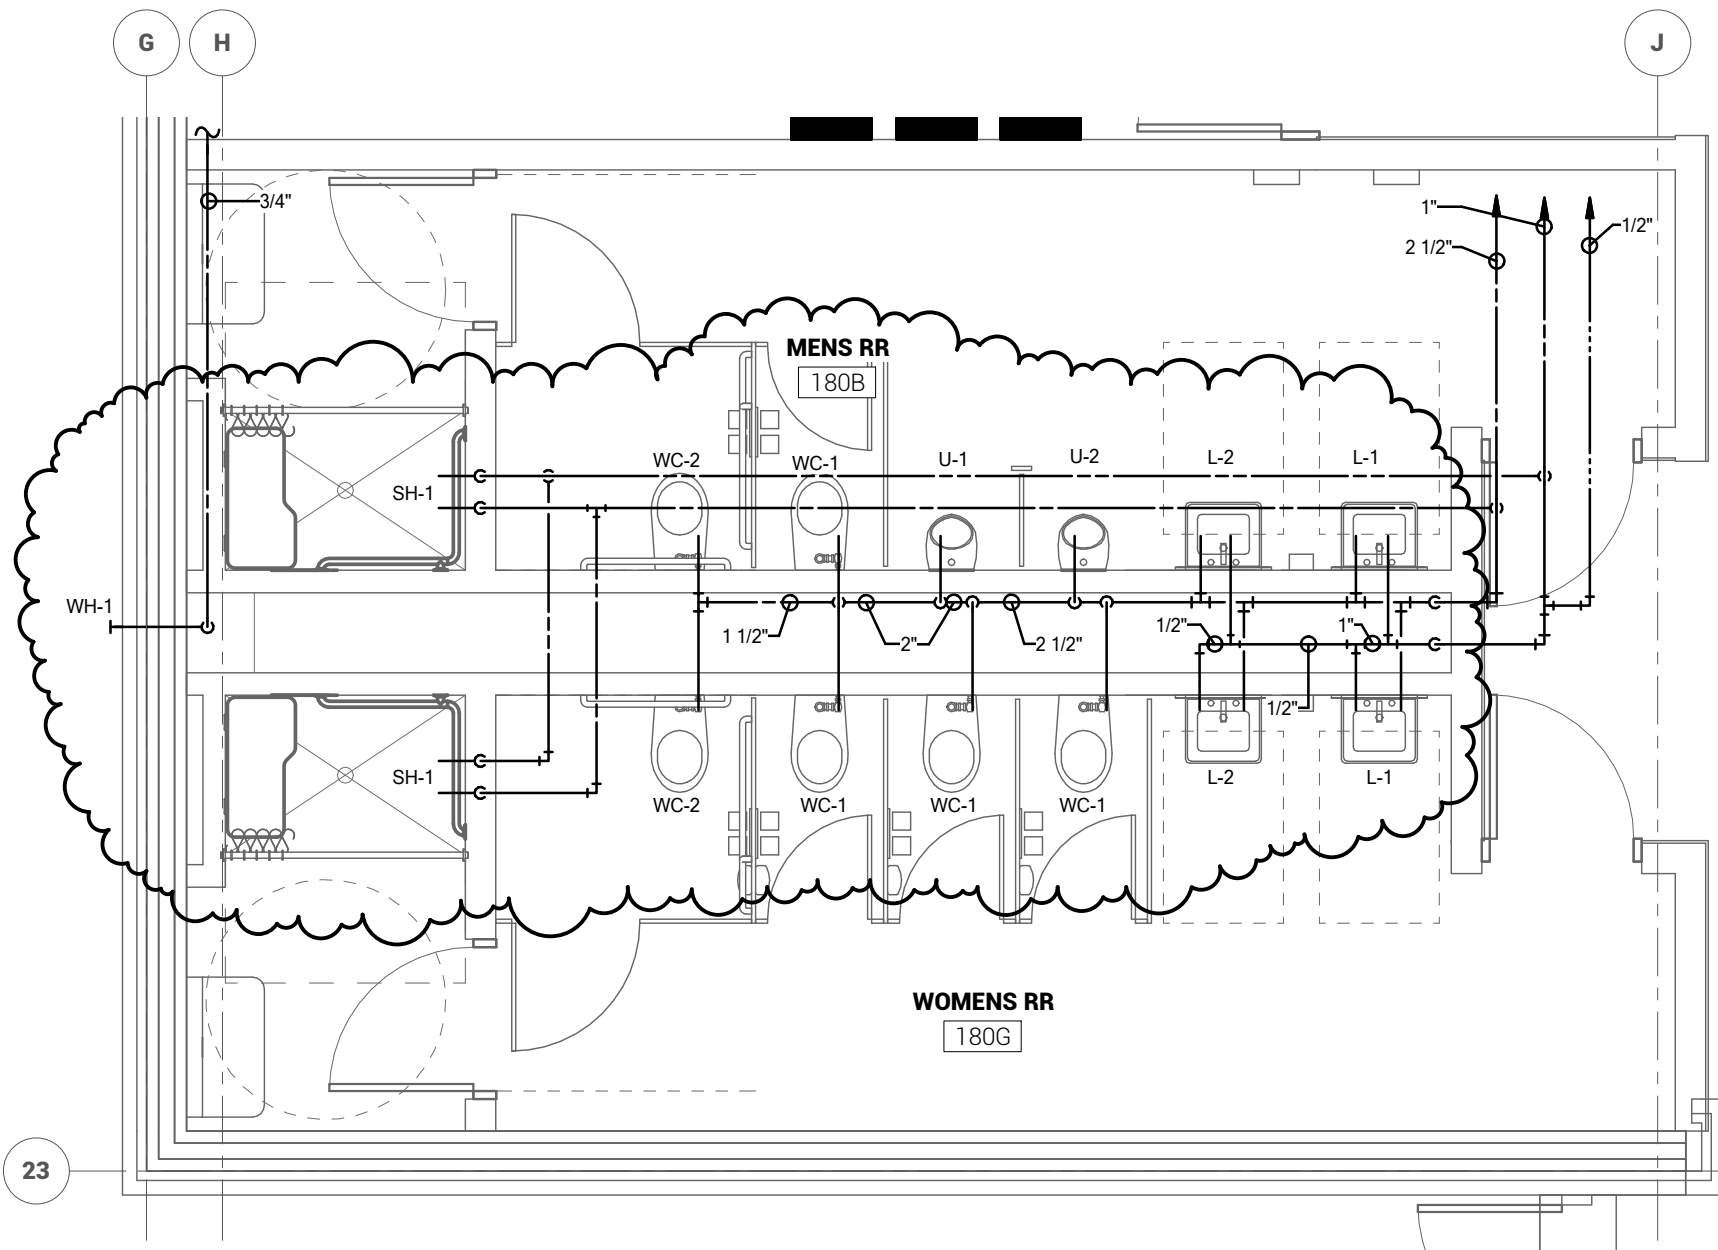 G
H
J
3/4"
1"
1/2"
2 1/2"
MENS RR
180B
WC-2
WC-1
U-1
U-2
L-2
L-1
SH-1
WH-1
1 1/2"
2"
2 1/2"
1/2"
1"
1/2"
SH-1
L-2
L-1
WC-2
WC-1
WC-1
WC-1
WOMENS RR
180G
23